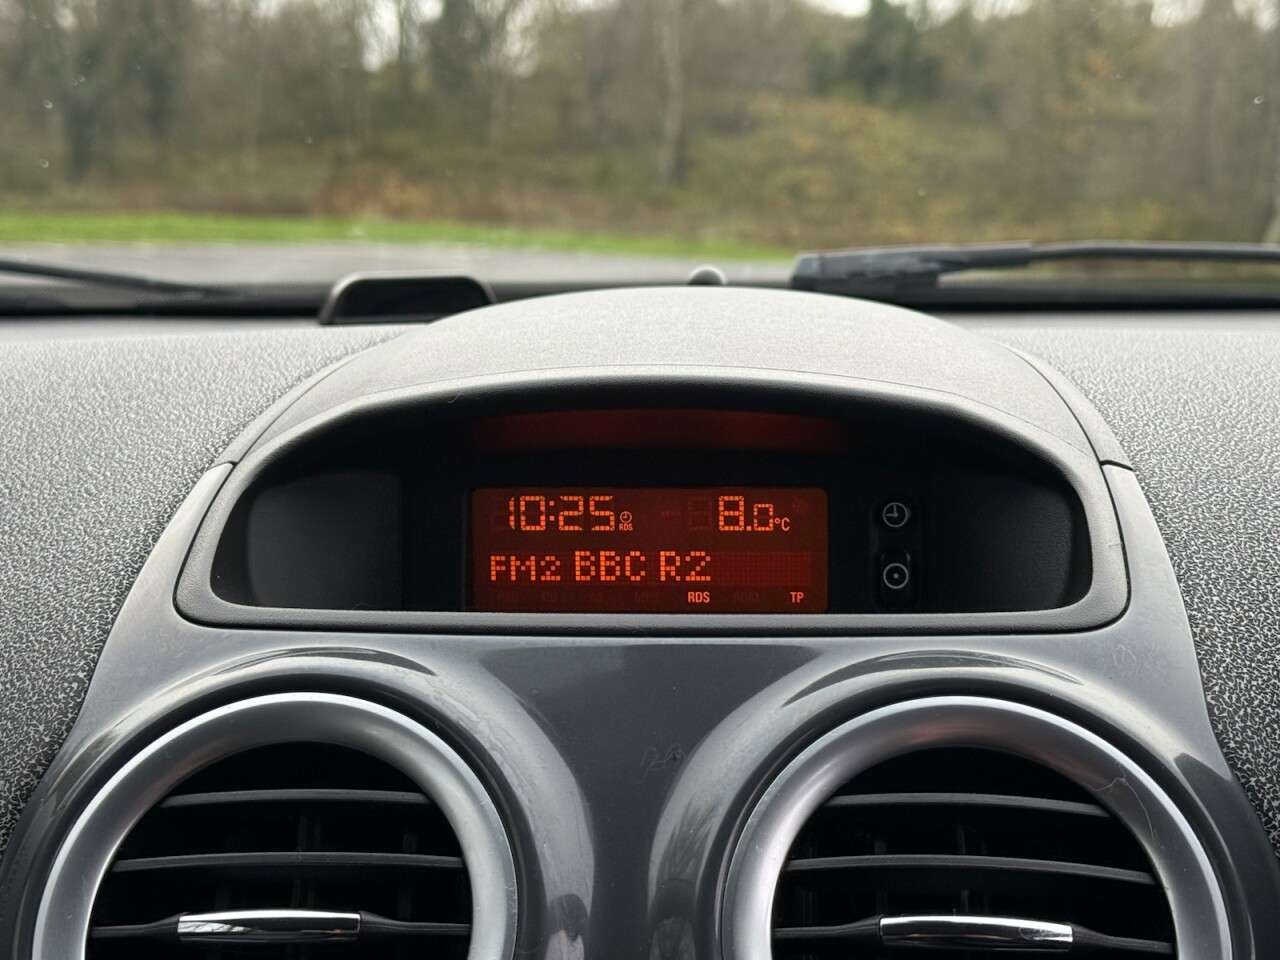 10:25 RDS 8.0°C
FM2 BBC R2
RDS TP